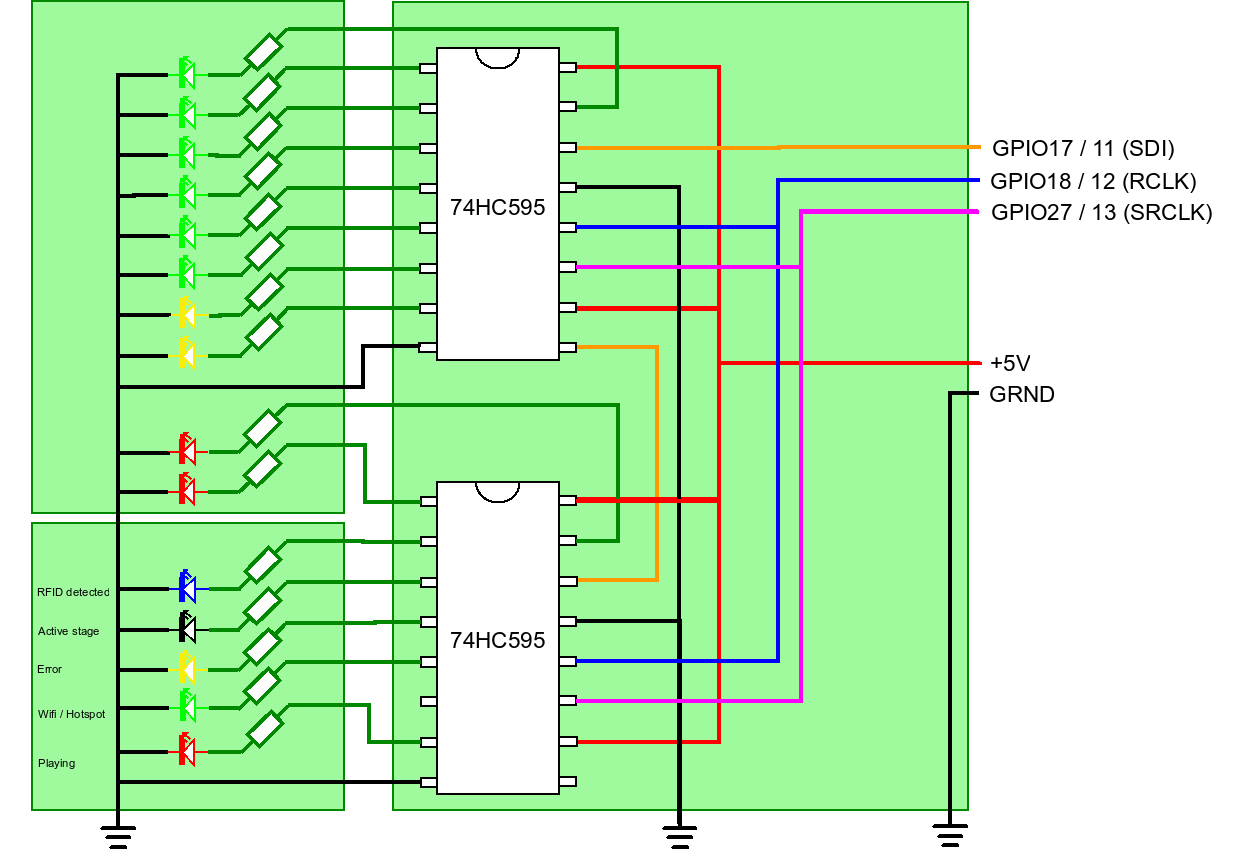 74HC595
GPIO17 / 11 (SDI)
GPIO18 / 12 (RCLK)
GPIO27 / 13 (SRCLK)
+5V
GRND
74HC595
RFID detected
Active stage
Error
Wifi / Hotspot
Playing